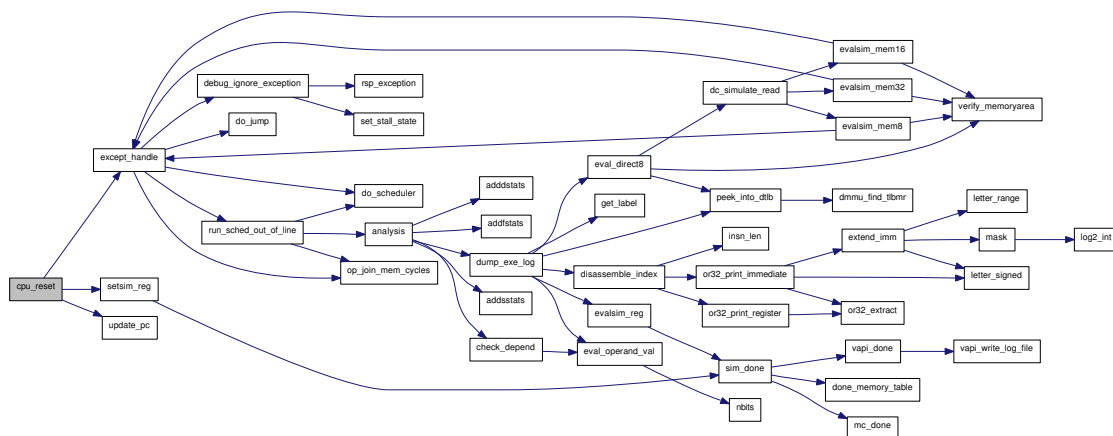 cpu_reset
except_handle
setsim_reg
update_pc
debug_ignore_exception
do_jump
run_sched_out_of_line
rsp_exception
set_stall_state
do_scheduler
analysis
op_join_mem_cycles
adddstats
addfstats
dump_exe_log
addsstats
check_depend
eval_direct8
get_label
disassemble_index
evalsim_reg
eval_operand_val
dc_simulate_read
peek_into_dtlb
insn_len
or32_print_immediate
or32_print_register
sim_done
nbits
evalsim_mem16
evalsim_mem32
evalsim_mem8
dmmu_find_tlbmr
extend_imm
or32_extract
vapi_done
done_memory_table
mc_done
verify_memoryarea
letter_range
mask
letter_signed
vapi_write_log_file
log2_int